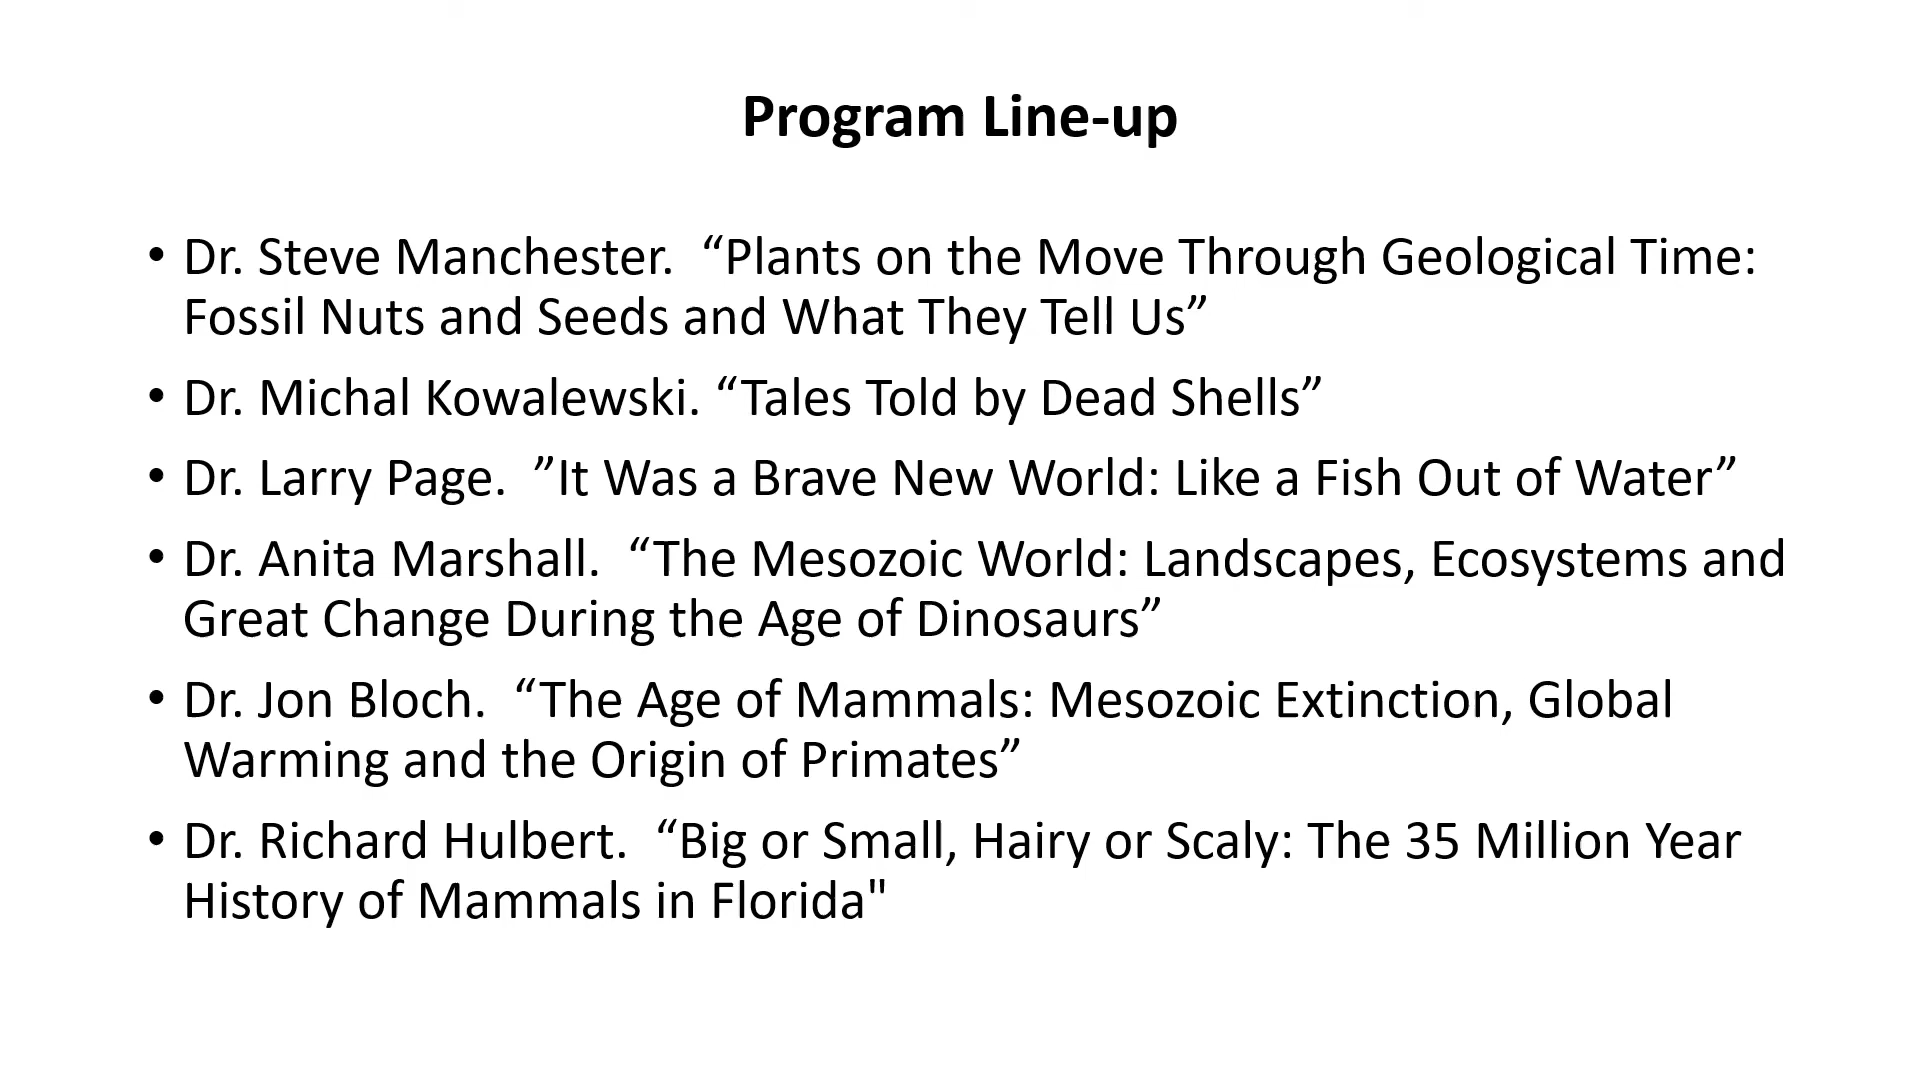 Program Line-up
• Dr. Steve Manchester.  “Plants on the Move Through Geological Time:
Fossil Nuts and Seeds and What They Tell Us”
• Dr. Michal Kowalewski. “Tales Told by Dead Shells”
• Dr. Larry Page.  ”It Was a Brave New World: Like a Fish Out of Water”
• Dr. Anita Marshall.  “The Mesozoic World: Landscapes, Ecosystems and
Great Change During the Age of Dinosaurs”
• Dr. Jon Bloch.  “The Age of Mammals: Mesozoic Extinction, Global
Warming and the Origin of Primates”
• Dr. Richard Hulbert.  “Big or Small, Hairy or Scaly: The 35 Million Year
History of Mammals in Florida"